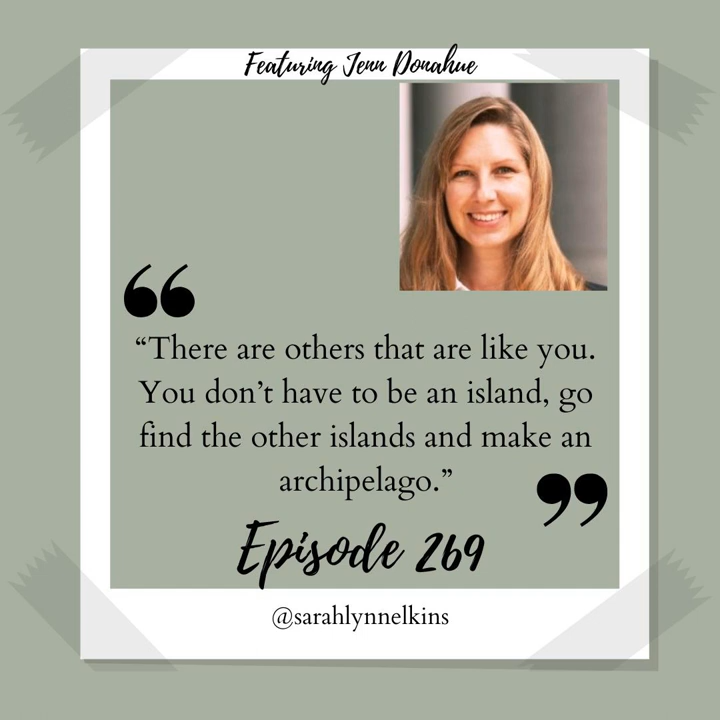 Featuring Jenn Donahue
“There are others that are like you.
You don’t have to be an island, go
find the other islands and make an
archipelago.”
Episode 269
@sarahlynnelkins